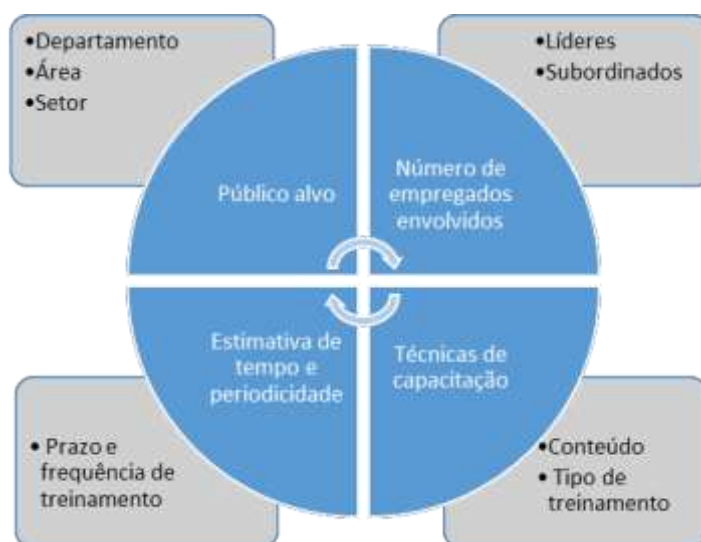 •Departamento
•Área
•Setor
•Líderes
•Subordinados
Público alvo
Número de
empregados
envolvidos
Estimativa de
tempo e
periodicidade
Técnicas de
capacitação
• Prazo e
frequência de
treinamento
•Conteúdo
• Tipo de
treinamento